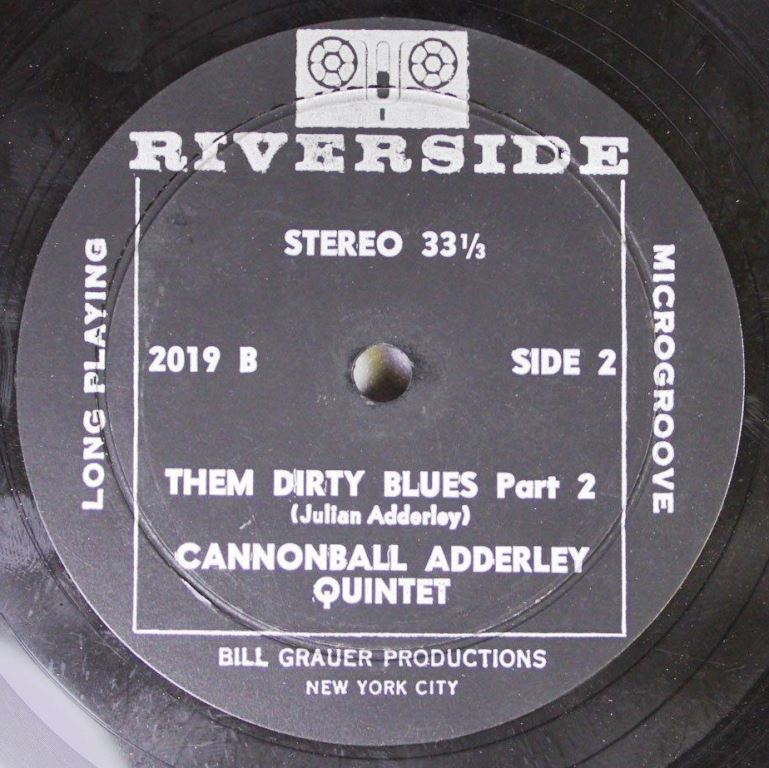 RIVERSIDE
STEREO 33⅓
LONG PLAYING
MICROGROOVE
2019 B
SIDE 2
THEM DIRTY BLUES Part 2
(Julian Adderley)
CANNONBALL ADDERLEY
QUINTET
BILL GRAUER PRODUCTIONS
NEW YORK CITY